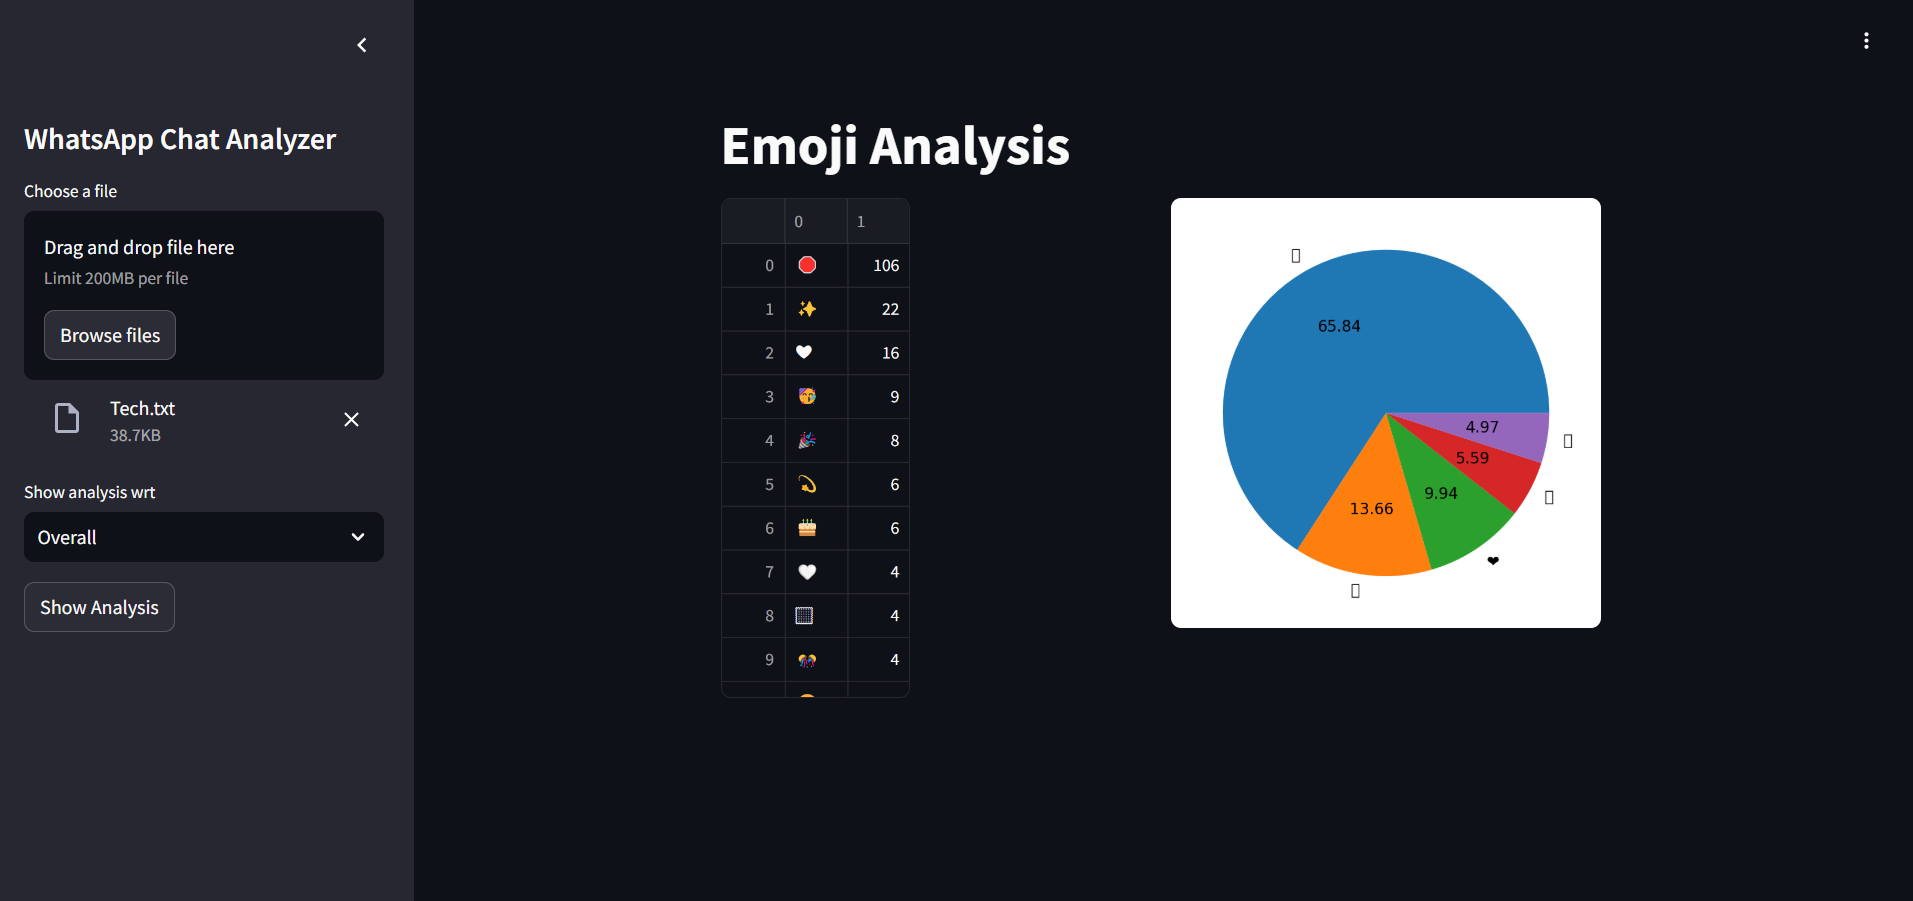 WhatsApp Chat Analyzer
Choose a file
Drag and drop file here
Limit 200MB per file
Browse files
Tech.txt
38.7KB
Show analysis wrt
Overall
Show Analysis
Emoji Analysis
0 1
0 🛑 106
1 ✨ 22
2 ❤ 16
3 🥳 9
4 🎉 8
5 💫 6
6 🎂 6
7 🤍 4
8 4
9 🎊 4
65.84
4.97
5.59
9.94
13.66
❤